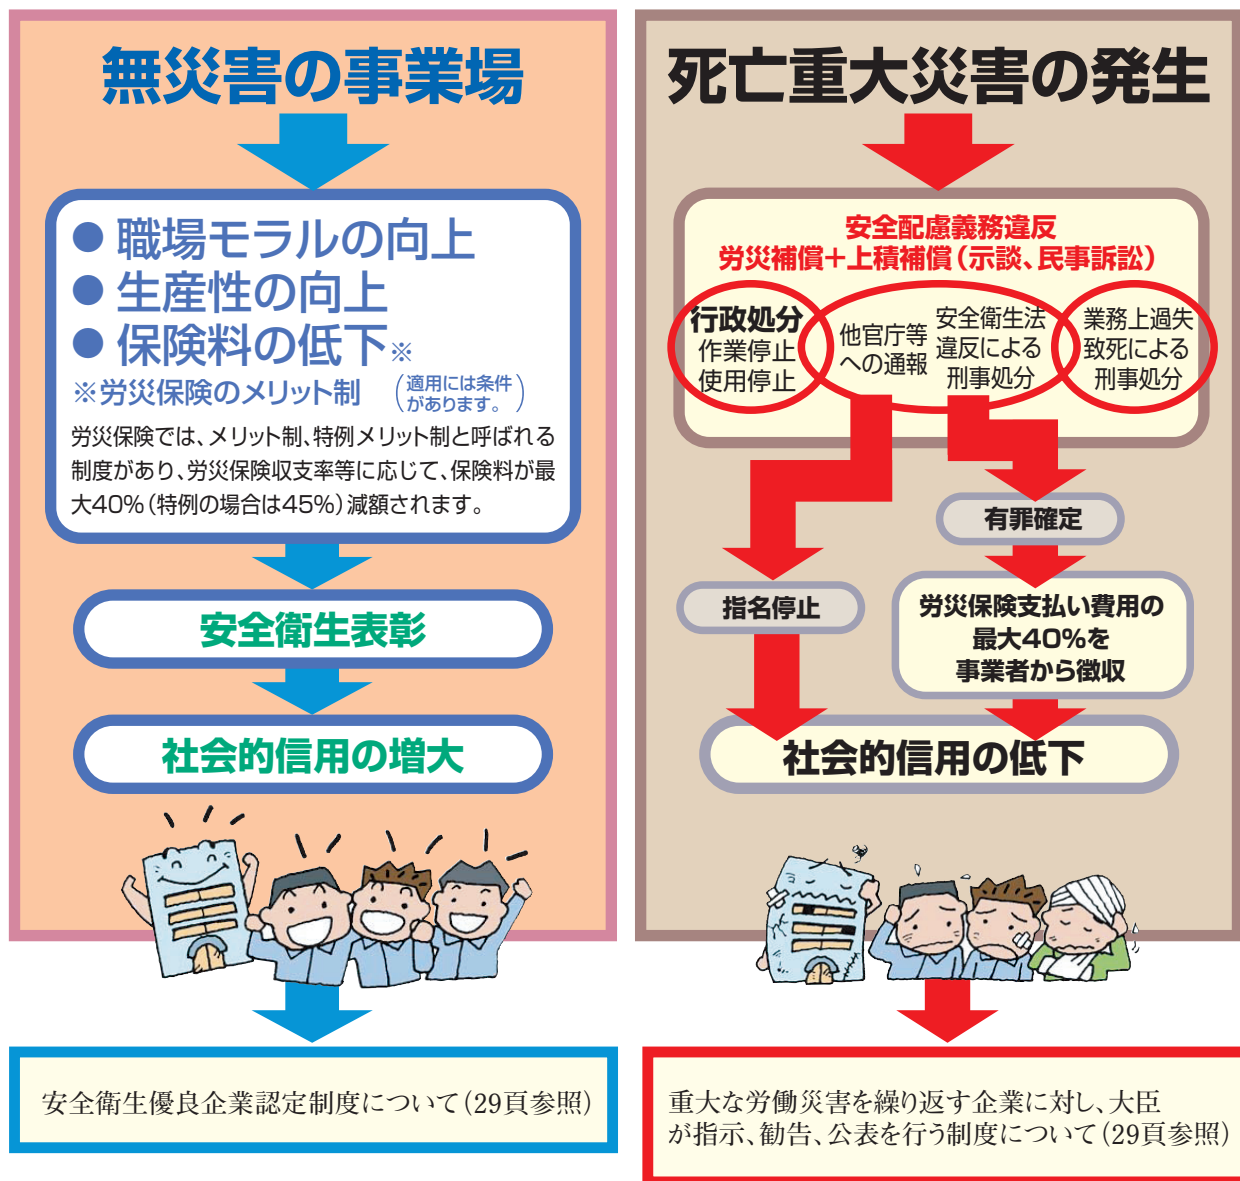 無災害の事業場
● 職場モラルの向上
● 生産性の向上
● 保険料の低下※
※労災保険のメリット制 (適用には条件
があります。)
労災保険では、メリット制、特例メリット制と呼ばれる
制度があり、労災保険収支率等に応じて、保険料が最
大40%(特例の場合は45%)減額されます。
安全衛生表彰
社会的信用の増大
安全衛生優良企業認定制度について(29頁参照)
死亡重大災害の発生
安全配慮義務違反
労災補償+上積補償(示談、民事訴訟)
行政処分
作業停止
使用停止
他官庁等
への通報
安全衛生法
違反による
刑事処分
業務上過失
致死による
刑事処分
有罪確定
指名停止
労災保険支払い費用の
最大40%を
事業者から徴収
社会的信用の低下
重大な労働災害を繰り返す企業に対し、大臣
が指示、勧告、公表を行う制度について(29頁参照)